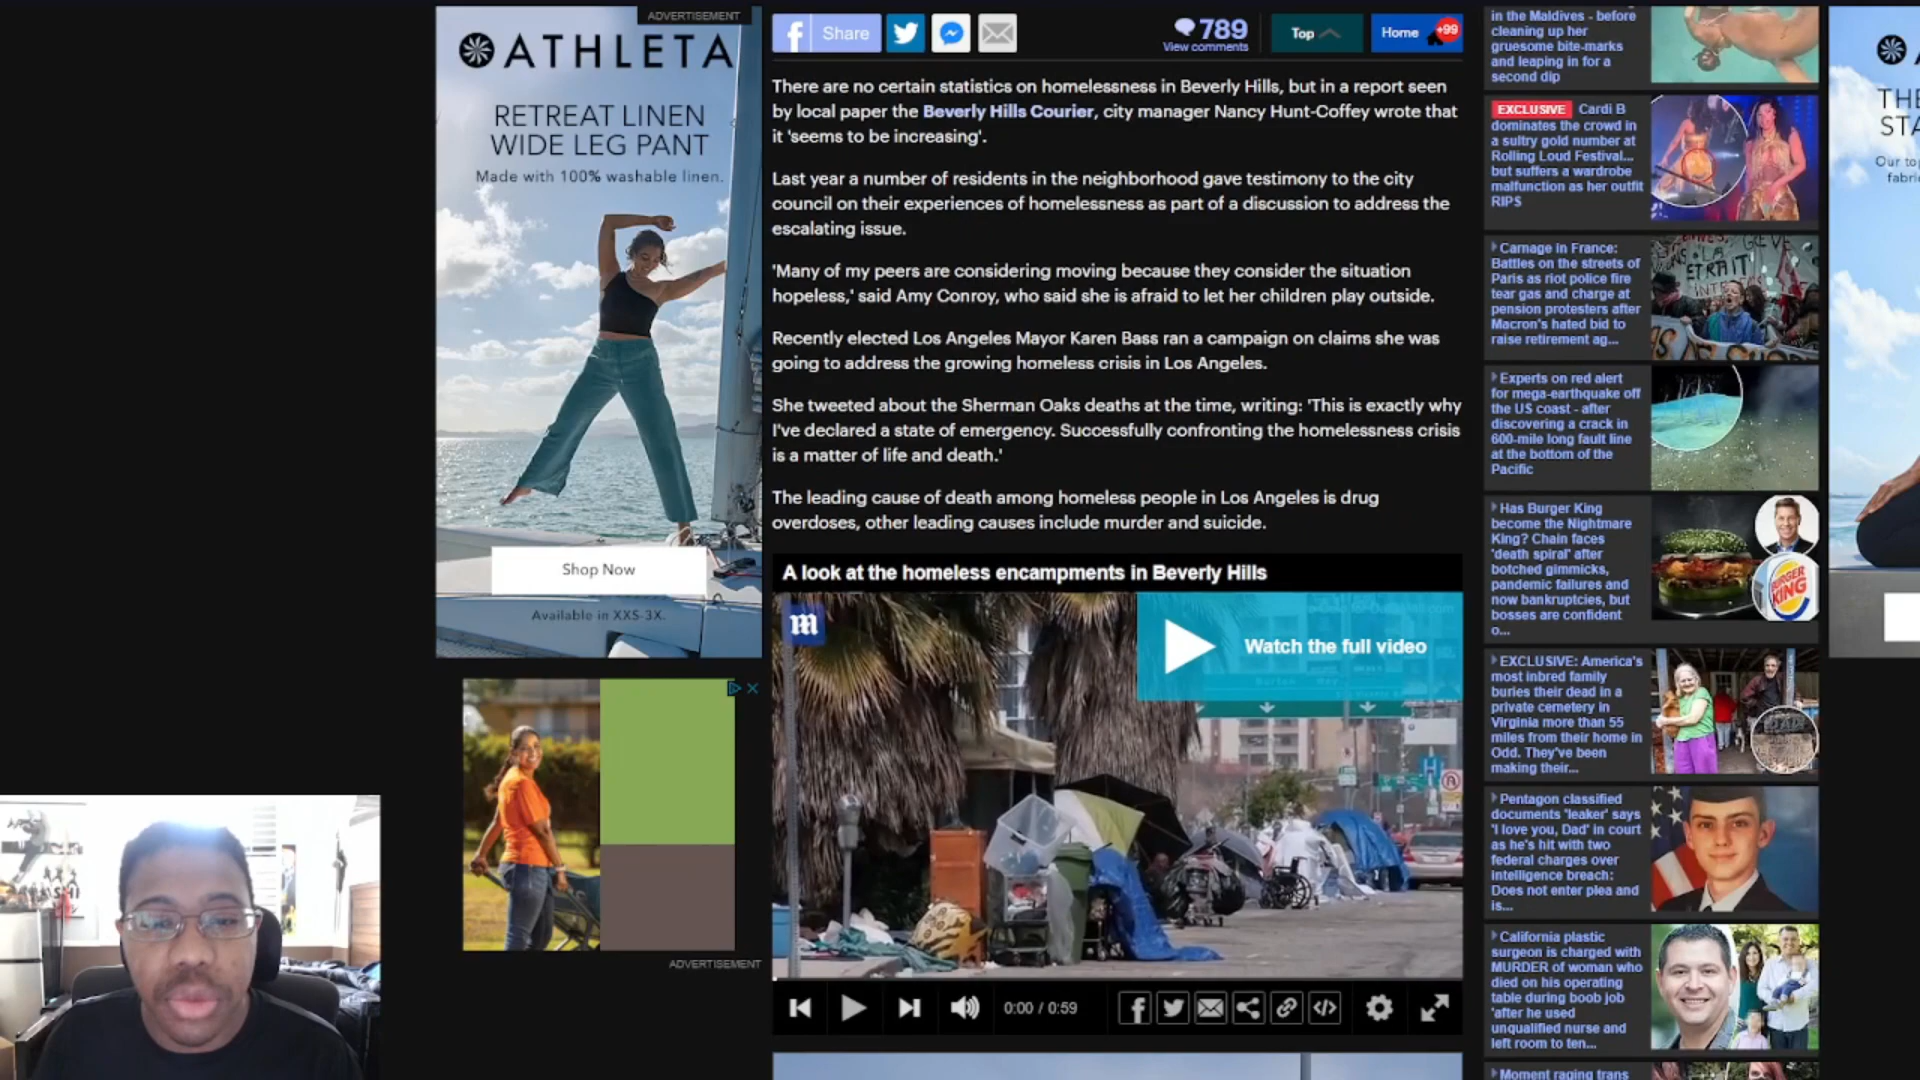 ADVERTISEMENT
ATHLETA
RETREAT LINEN
WIDE LEG PANT
Made with 100% washable linen.
Shop Now
Available in XXS-3X.
ADVERTISEMENT
Share
789
View comments
Top
Home
+99
There are no certain statistics on homelessness in Beverly Hills, but in a report seen
by local paper the Beverly Hills Courier, city manager Nancy Hunt-Coffey wrote that
it 'seems to be increasing'.
Last year a number of residents in the neighborhood gave testimony to the city
council on their experiences of homelessness as part of a discussion to address the
escalating issue.
'Many of my peers are considering moving because they consider the situation
hopeless,' said Amy Conroy, who said she is afraid to let her children play outside.
Recently elected Los Angeles Mayor Karen Bass ran a campaign on claims she was
going to address the growing homeless crisis in Los Angeles.
She tweeted about the Sherman Oaks deaths at the time, writing: 'This is exactly why
I've declared a state of emergency. Successfully confronting the homelessness crisis
is a matter of life and death.'
The leading cause of death among homeless people in Los Angeles is drug
overdoses, other leading causes include murder and suicide.
A look at the homeless encampments in Beverly Hills
m
Watch the full video
0:00 / 0:59
in the Maldives - before
cleaning up her
gruesome bite-marks
and leaping in for a
second dip
EXCLUSIVE Cardi B
dominates the crowd in
a sultry gold number at
Rolling Loud Festival...
but suffers a wardrobe
malfunction as her outfit
RIPS
Carnage in France:
Battles on the streets of
Paris as riot police fire
tear gas and charge at
pension protesters after
Macron's hated bid to
raise retirement ag...
Experts on red alert
for mega-earthquake off
the US coast - after
discovering a crack in
600-mile long fault line
at the bottom of the
Pacific
Has Burger King
become the Nightmare
King? Chain faces
'death spiral' after
botched gimmicks,
pandemic failures and
now bankruptcies, but
bosses are confident
o...
BURGER
KING
EXCLUSIVE: America's
most inbred family
buries their dead in a
private cemetery in
Virginia more than 55
miles from their home in
Odd. They've been
making their...
Pentagon classified
documents 'leaker' says
'I love you, Dad' in court
as he's hit with two
federal charges over
intelligence breach:
Does not enter plea and
is...
California plastic
surgeon is charged with
MURDER of woman who
died on his operating
table during boob job
'after he used
unqualified nurse and
left room to ten...
Moment raging trans